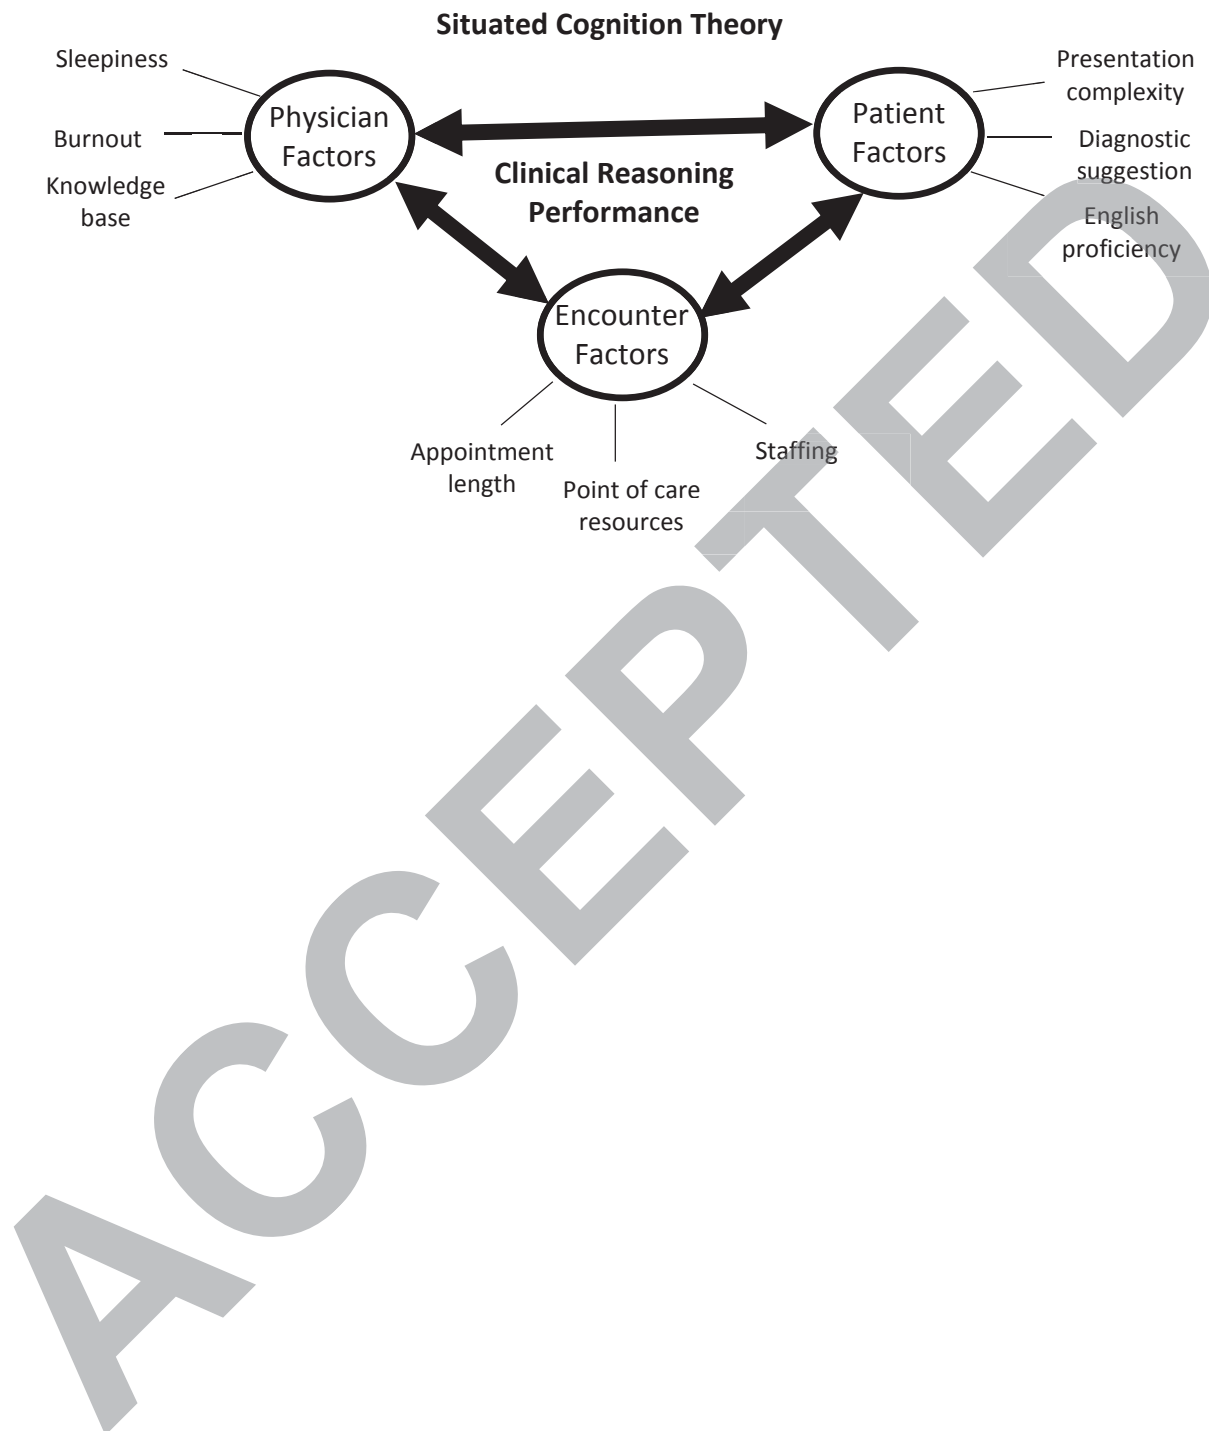 Situated Cognition Theory
Sleepiness
Burnout
Knowledge
base
Physician
Factors
Clinical Reasoning
Performance
Patient
Factors
Presentation
complexity
Diagnostic
suggestion
English
proficiency
Encounter
Factors
Appointment
length
Point of care
resources
Staffing
ACCEPTED